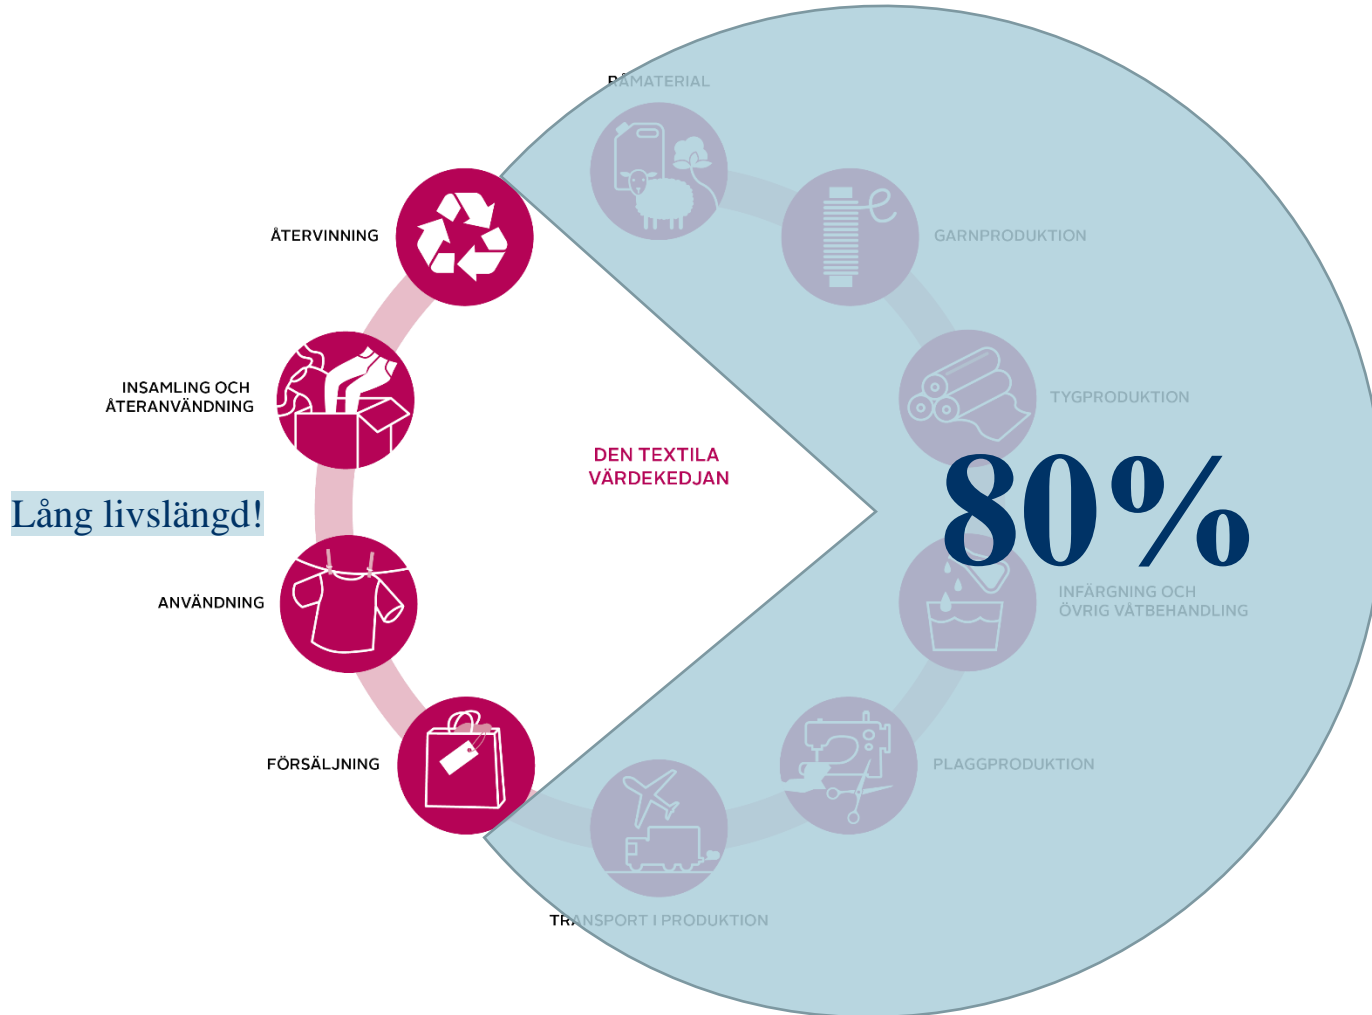 RÅMATERIAL
ÅTERVINNING
GARNPRODUKTION
INSAMLING OCH
ÅTERANVÄNDNING
TYGPRODUKTION
DEN TEXTILA
VÄRDEKEDJAN
80%
Lång livslängd!
ANVÄNDNING
INFÄRGNING OCH
ÖVRIG VÅTBEHANDLING
FÖRSÄLJNING
PLAGGPRODUKTION
TRANSPORT I PRODUKTION